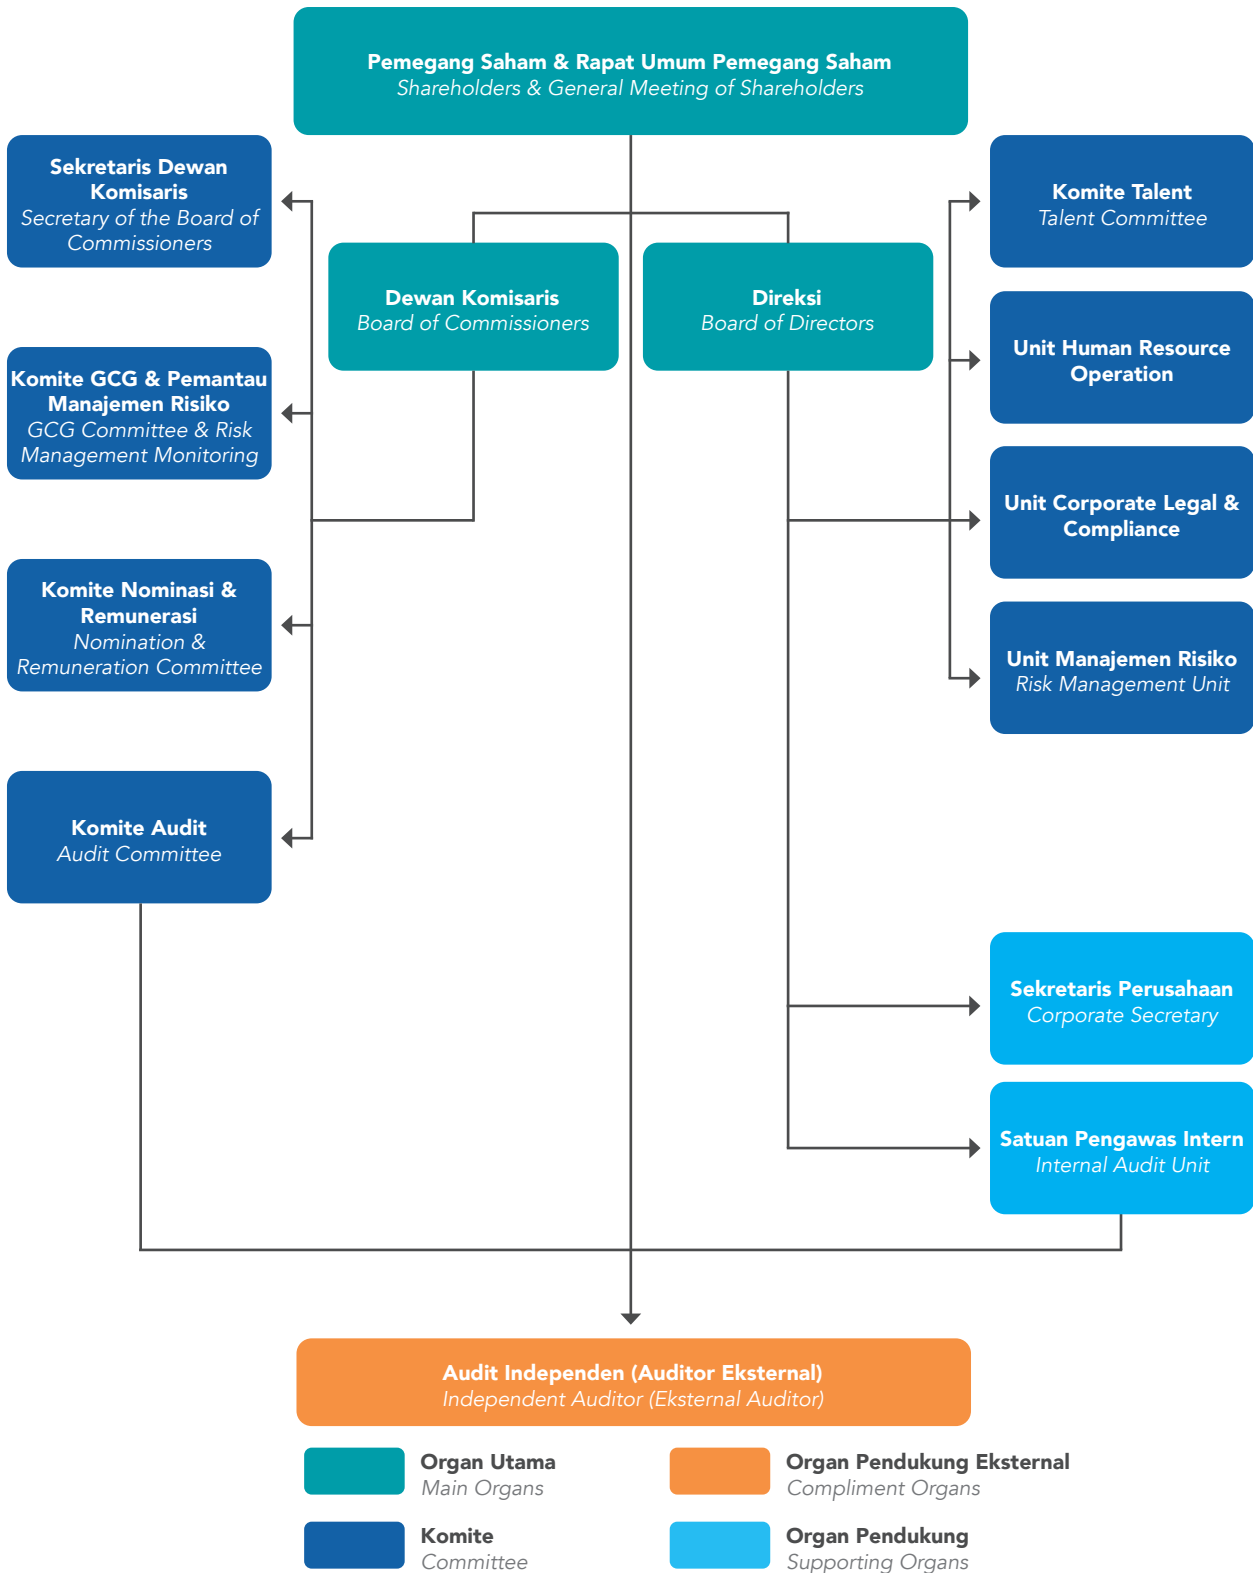 Pemegang Saham & Rapat Umum Pemegang Saham
Shareholders & General Meeting of Shareholders
Sekretaris Dewan
Komisaris
Secretary of the Board of
Commissioners
Komite Talent
Talent Committee
Dewan Komisaris
Board of Commissioners
Direksi
Board of Directors
Unit Human Resource
Operation
Komite GCG & Pemantau
Manajemen Risiko
GCG Committee & Risk
Management Monitoring
Unit Corporate Legal &
Compliance
Komite Nominasi &
Remunerasi
Nomination &
Remuneration Committee
Unit Manajemen Risiko
Risk Management Unit
Komite Audit
Audit Committee
Sekretaris Perusahaan
Corporate Secretary
Satuan Pengawas Intern
Internal Audit Unit
Audit Independen (Auditor Eksternal)
Independent Auditor (Eksternal Auditor)
Organ Utama
Main Organs
Organ Pendukung Eksternal
Compliment Organs
Komite
Committee
Organ Pendukung
Supporting Organs